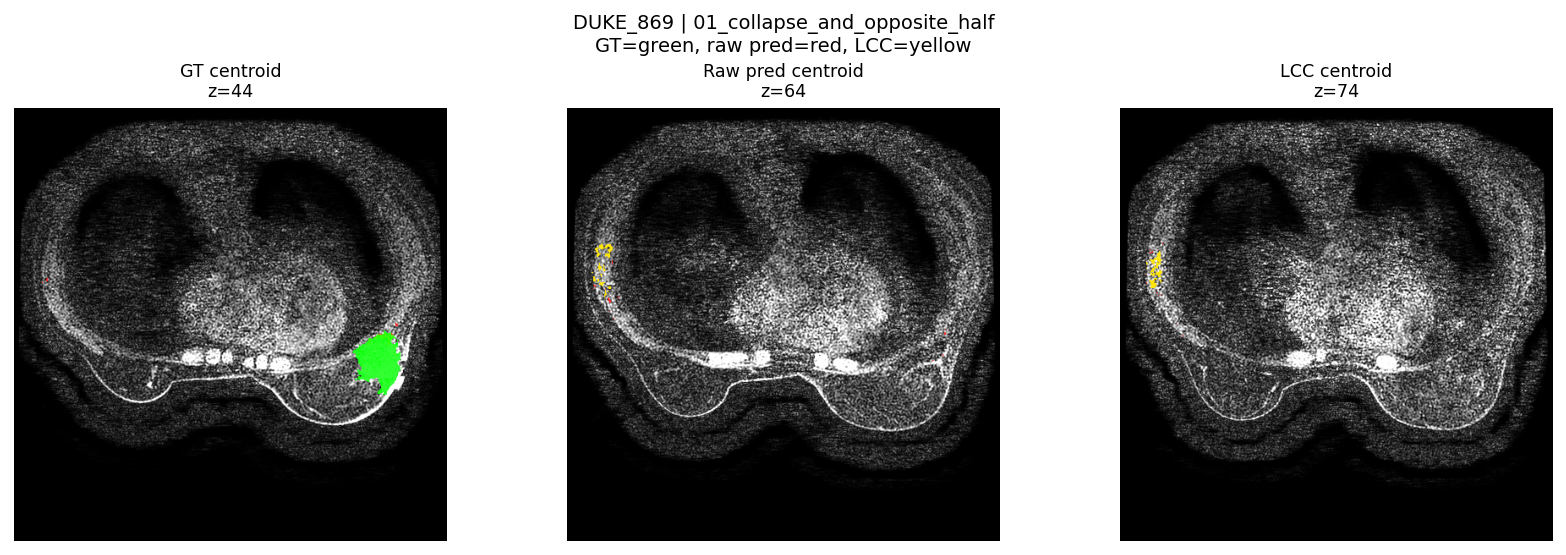 DUKE_869 | 01_collapse_and_opposite_half
GT=green, raw pred=red, LCC=yellow
GT centroid
z=44
Raw pred centroid
z=64
LCC centroid
z=74